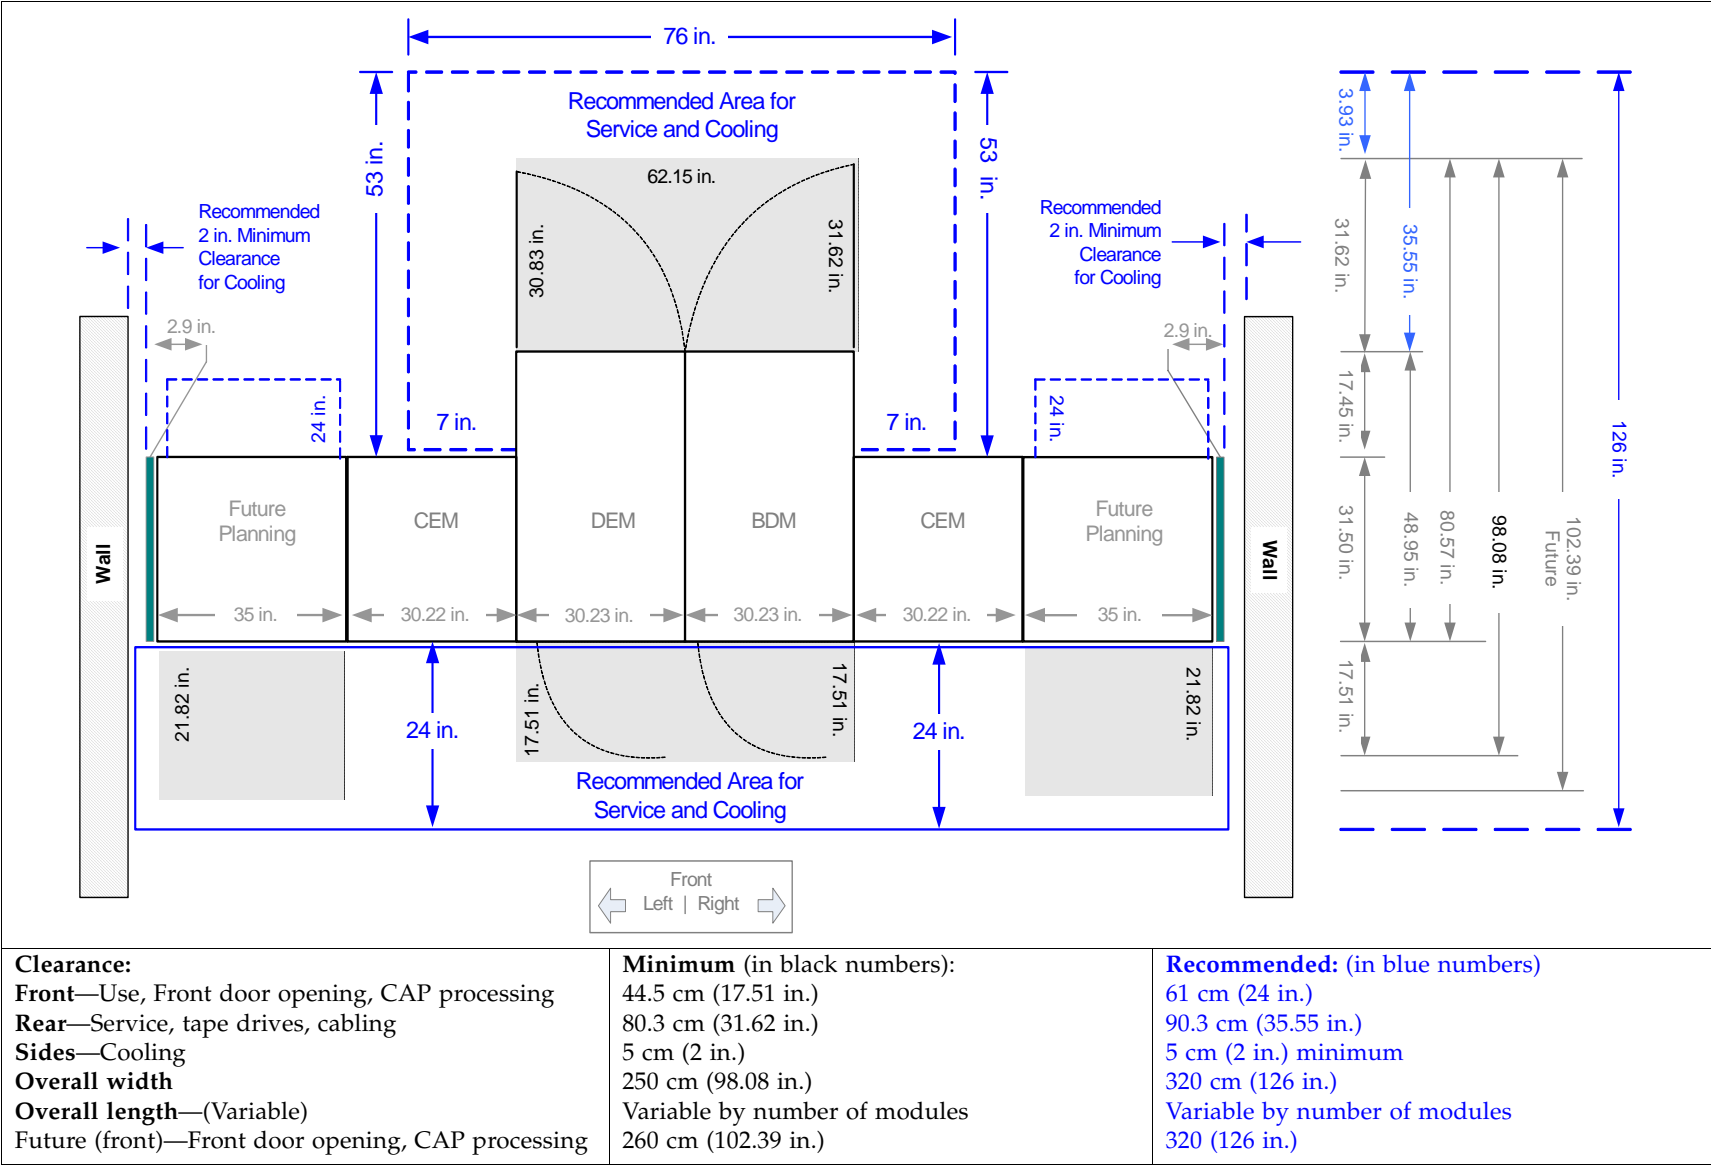 76 in.
Recommended Area for
Service and Cooling
53 in.
53 in.
62.15 in.
30.83 in.
31.62 in.
Recommended
2 in. Minimum
Clearance
for Cooling
Recommended
2 in. Minimum
Clearance
for Cooling
2.9 in.
2.9 in.
24 in.
7 in.
7 in.
24 in.
3.93 in.
31.62 in.
35.55 in.
17.45 in.
126 in.
31.50 in.
48.95 in.
80.57 in.
98.08 in.
102.39 in.
Future
17.51 in.
Wall
Future
Planning
CEM
DEM
BDM
CEM
Future
Planning
Wall
35 in.
30.22 in.
30.23 in.
30.23 in.
30.22 in.
35 in.
21.82 in.
24 in.
17.51 in.
17.51 in.
24 in.
21.82 in.
Recommended Area for
Service and Cooling
Front
Left | Right
Clearance:
Minimum (in black numbers):
Recommended: (in blue numbers)
Front—Use, Front door opening, CAP processing
44.5 cm (17.51 in.)
61 cm (24 in.)
Rear—Service, tape drives, cabling
80.3 cm (31.62 in.)
90.3 cm (35.55 in.)
Sides—Cooling
5 cm (2 in.)
5 cm (2 in.) minimum
Overall width
250 cm (98.08 in.)
320 cm (126 in.)
Overall length—(Variable)
Variable by number of modules
Variable by number of modules
Future (front)—Front door opening, CAP processing
260 cm (102.39 in.)
320 (126 in.)